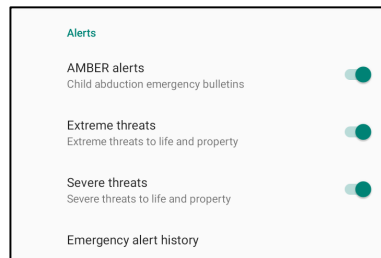 Alerts
AMBER alerts
Child abduction emergency bulletins
Extreme threats
Extreme threats to life and property
Severe threats
Severe threats to life and property
Emergency alert history